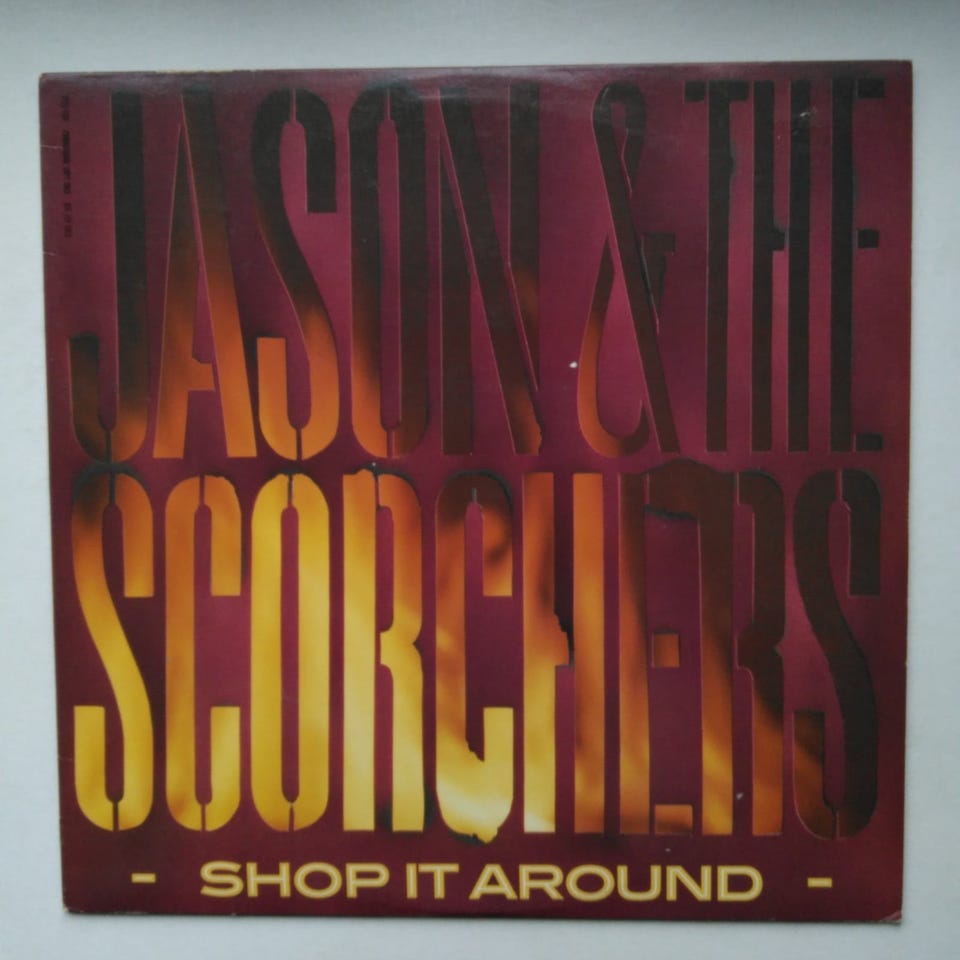 JASON & THE
SCORCHERS
- SHOP IT AROUND -